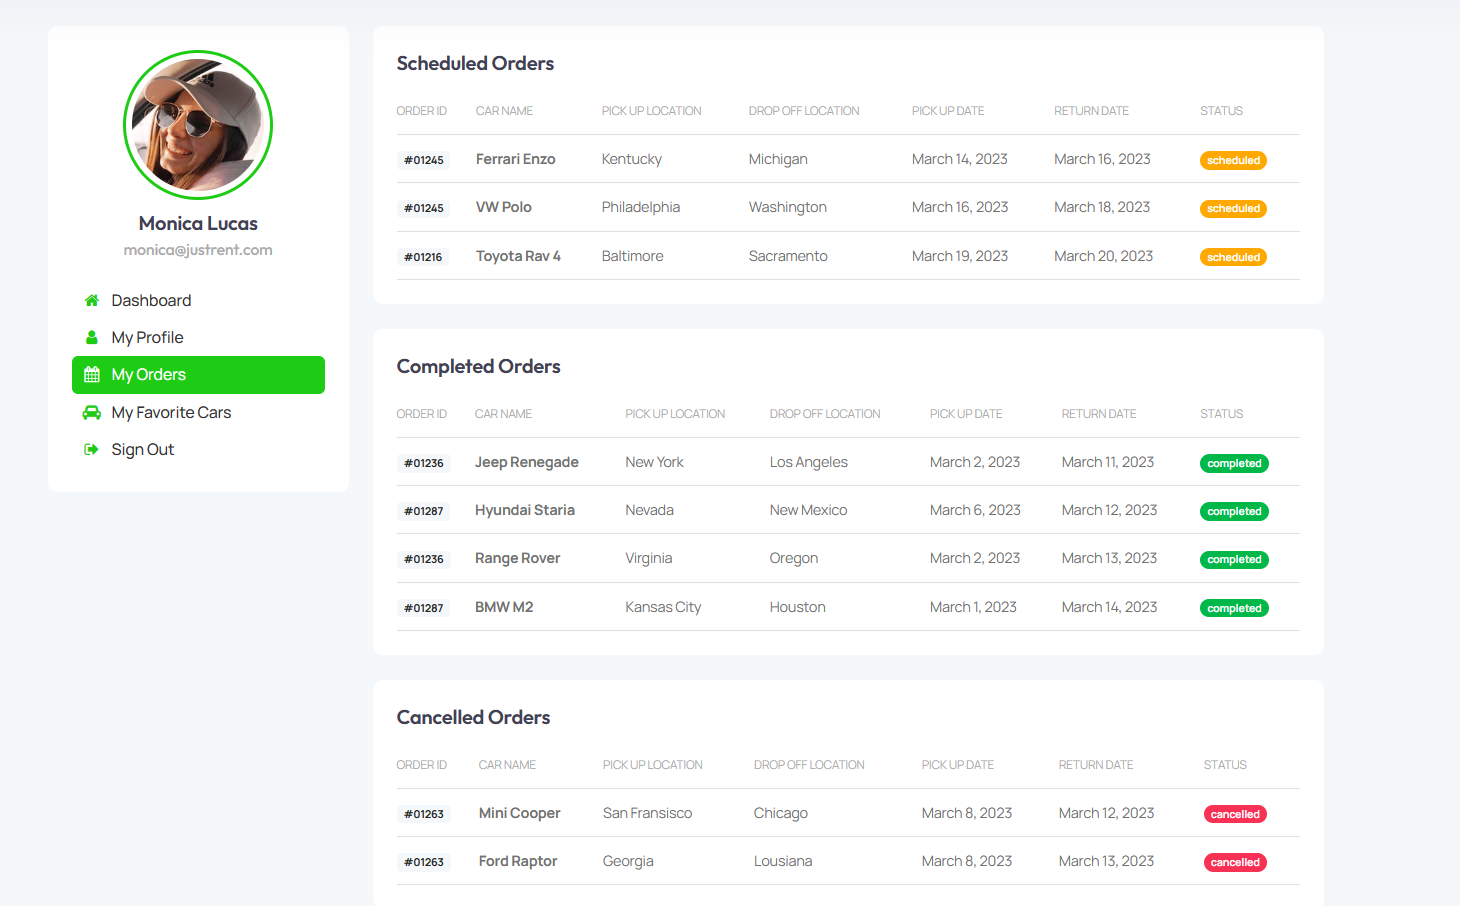 Monica Lucas
monica@justrent.com
Dashboard
My Profile
My Orders
My Favorite Cars
Sign Out
Scheduled Orders
ORDER ID CAR NAME PICK UP LOCATION DROP OFF LOCATION PICK UP DATE RETURN DATE STATUS
#01245 Ferrari Enzo Kentucky Michigan March 14, 2023 March 16, 2023 scheduled
#01245 VW Polo Philadelphia Washington March 16, 2023 March 18, 2023 scheduled
#01216 Toyota Rav 4 Baltimore Sacramento March 19, 2023 March 20, 2023 scheduled
Completed Orders
ORDER ID CAR NAME PICK UP LOCATION DROP OFF LOCATION PICK UP DATE RETURN DATE STATUS
#01236 Jeep Renegade New York Los Angeles March 2, 2023 March 11, 2023 completed
#01287 Hyundai Staria Nevada New Mexico March 6, 2023 March 12, 2023 completed
#01236 Range Rover Virginia Oregon March 2, 2023 March 13, 2023 completed
#01287 BMW M2 Kansas City Houston March 1, 2023 March 14, 2023 completed
Cancelled Orders
ORDER ID CAR NAME PICK UP LOCATION DROP OFF LOCATION PICK UP DATE RETURN DATE STATUS
#01263 Mini Cooper San Fransisco Chicago March 8, 2023 March 12, 2023 cancelled
#01263 Ford Raptor Georgia Lousiana March 8, 2023 March 13, 2023 cancelled